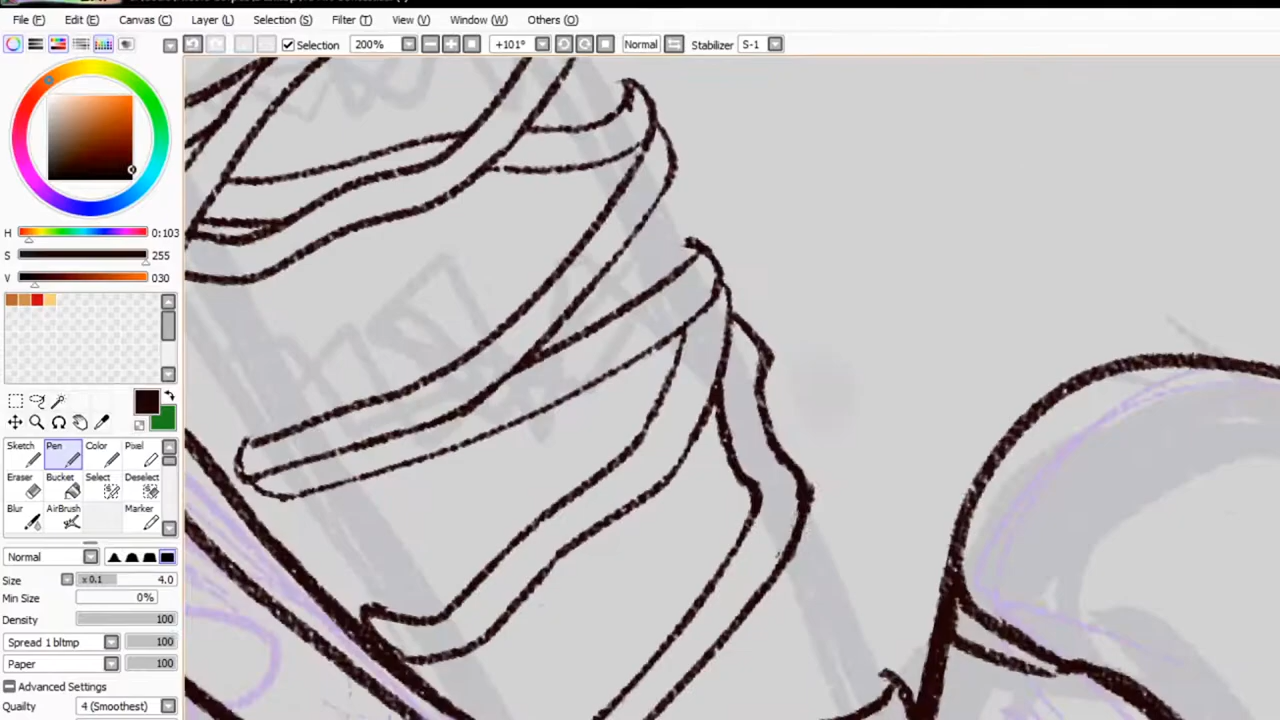 File (F) Edit (E) Canvas (C) Layer (L) Selection (S) Filter (T) View (V) Window (W) Others (O)
Selection 200% +101° Normal Stabilizer S-1
H 0:103
S 255
V 030
Sketch Pen Color Pixel
Eraser Bucket Select Deselect
Blur AirBrush Marker
Normal
Size x 0.1 4.0
Min Size 0%
Density 100
Spread 1 bltmp 100
Paper 100
Advanced Settings
Quality 4 (Smoothest)